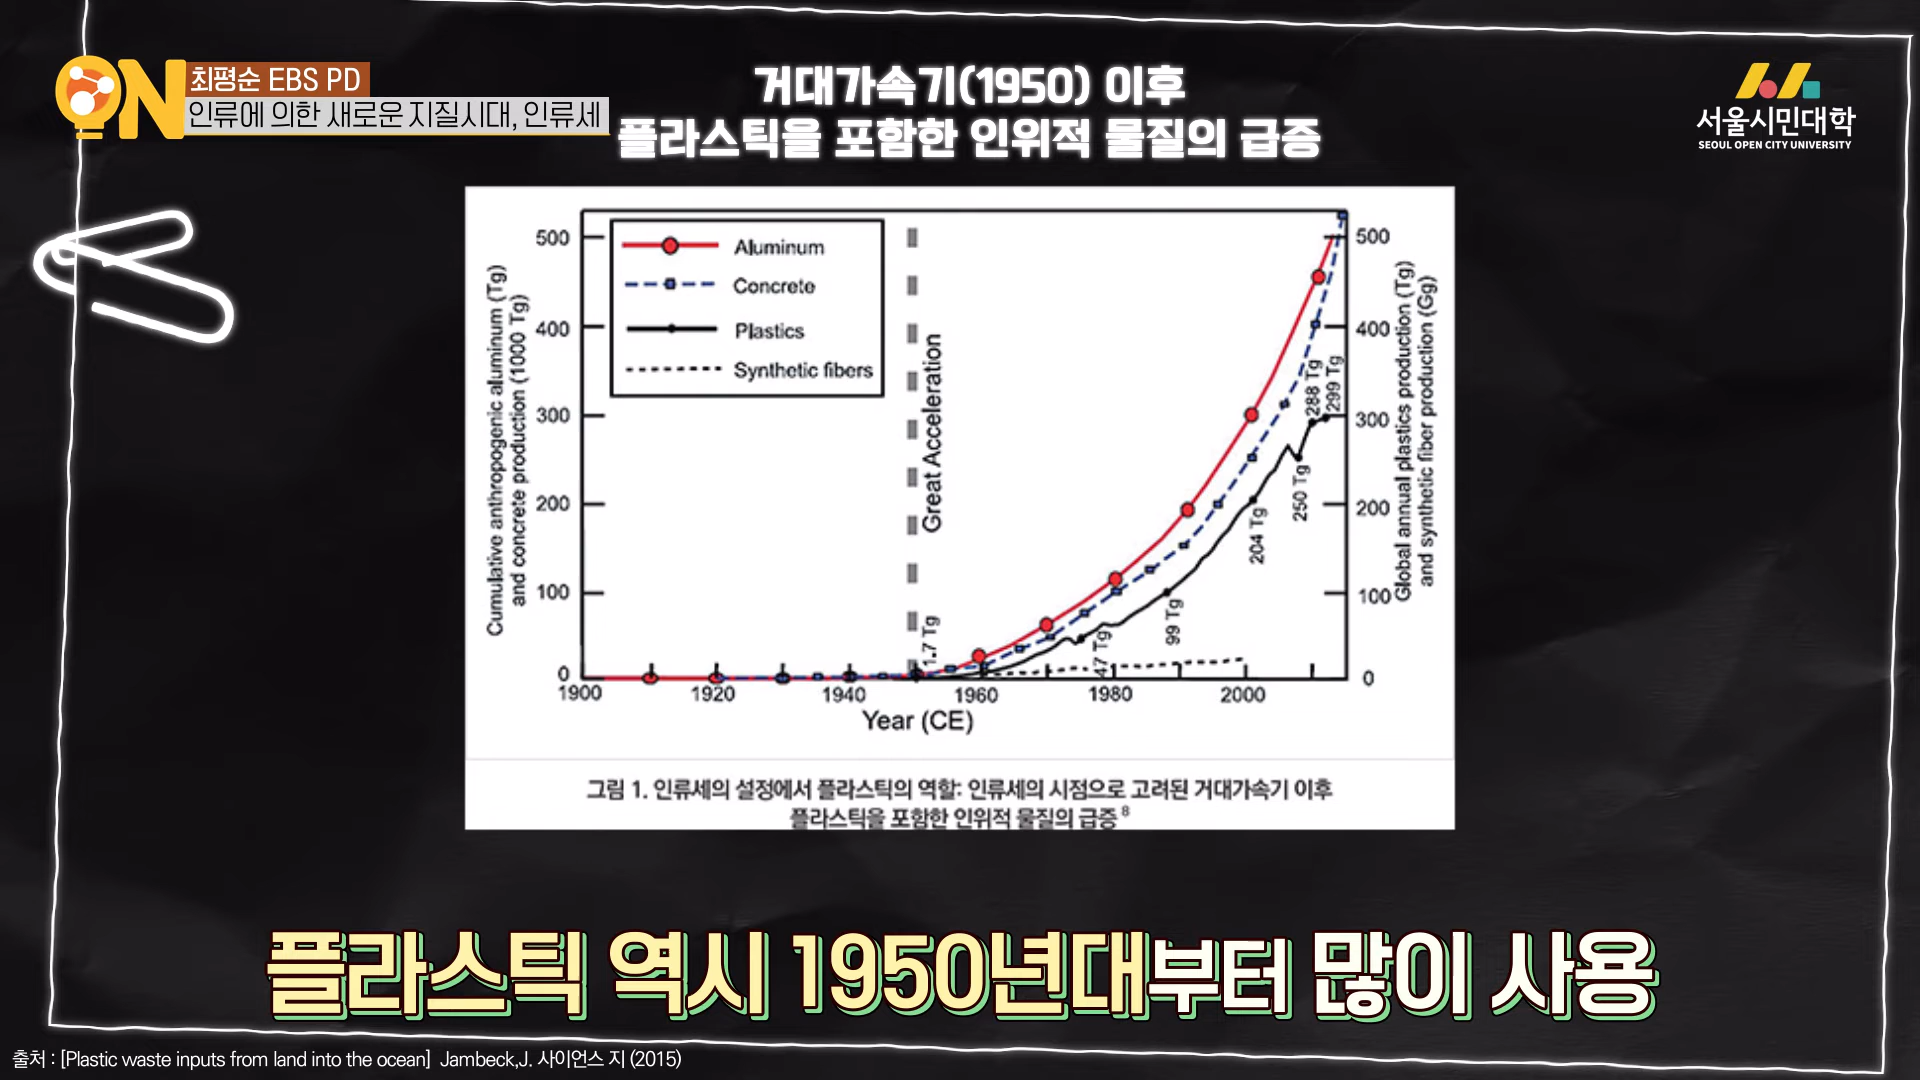 ON
최평순 EBS PD
인류에 의한 새로운 지질시대, 인류세
거대가속기(1950) 이후
플라스틱을 포함한 인위적 물질의 급증
서울시민대학
SEOUL OPEN CITY UNIVERSITY
Aluminum
Concrete
Plastics
Synthetic fibers
Cumulative anthropogenic aluminum (Tg)
and concrete production (1000 Tg)
500
400
300
200
100
0
Great Acceleration
1.7 Tg
47 Tg
99 Tg
204 Tg
250 Tg
288 Tg
299 Tg
500
400
300
200
100
0
Global annual plastics production (Tg)
and synthetic fiber production (Gg)
1900
1920
1940
1960
1980
2000
Year (CE)
그림 1. 인류세의 설정에서 플라스틱의 역할: 인류세의 시점으로 고려된 거대가속기 이후
플라스틱을 포함한 인위적 물질의 급증 8
플라스틱 역시 1950년대부터 많이 사용
출처 : [Plastic waste inputs from land into the ocean] Jambeck,J. 사이언스 지 (2015)